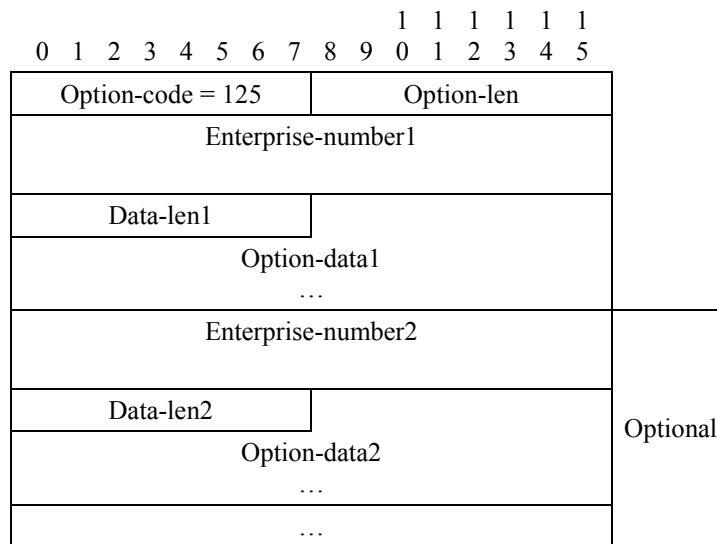 1 1 1 1 1 1
0 1 2 3 4 5 6 7 8 9 0 1 2 3 4 5
Option-code = 125 Option-len
Enterprise-number1
Data-len1
Option-data1
…
Enterprise-number2
Data-len2
Optional
Option-data2
…
…